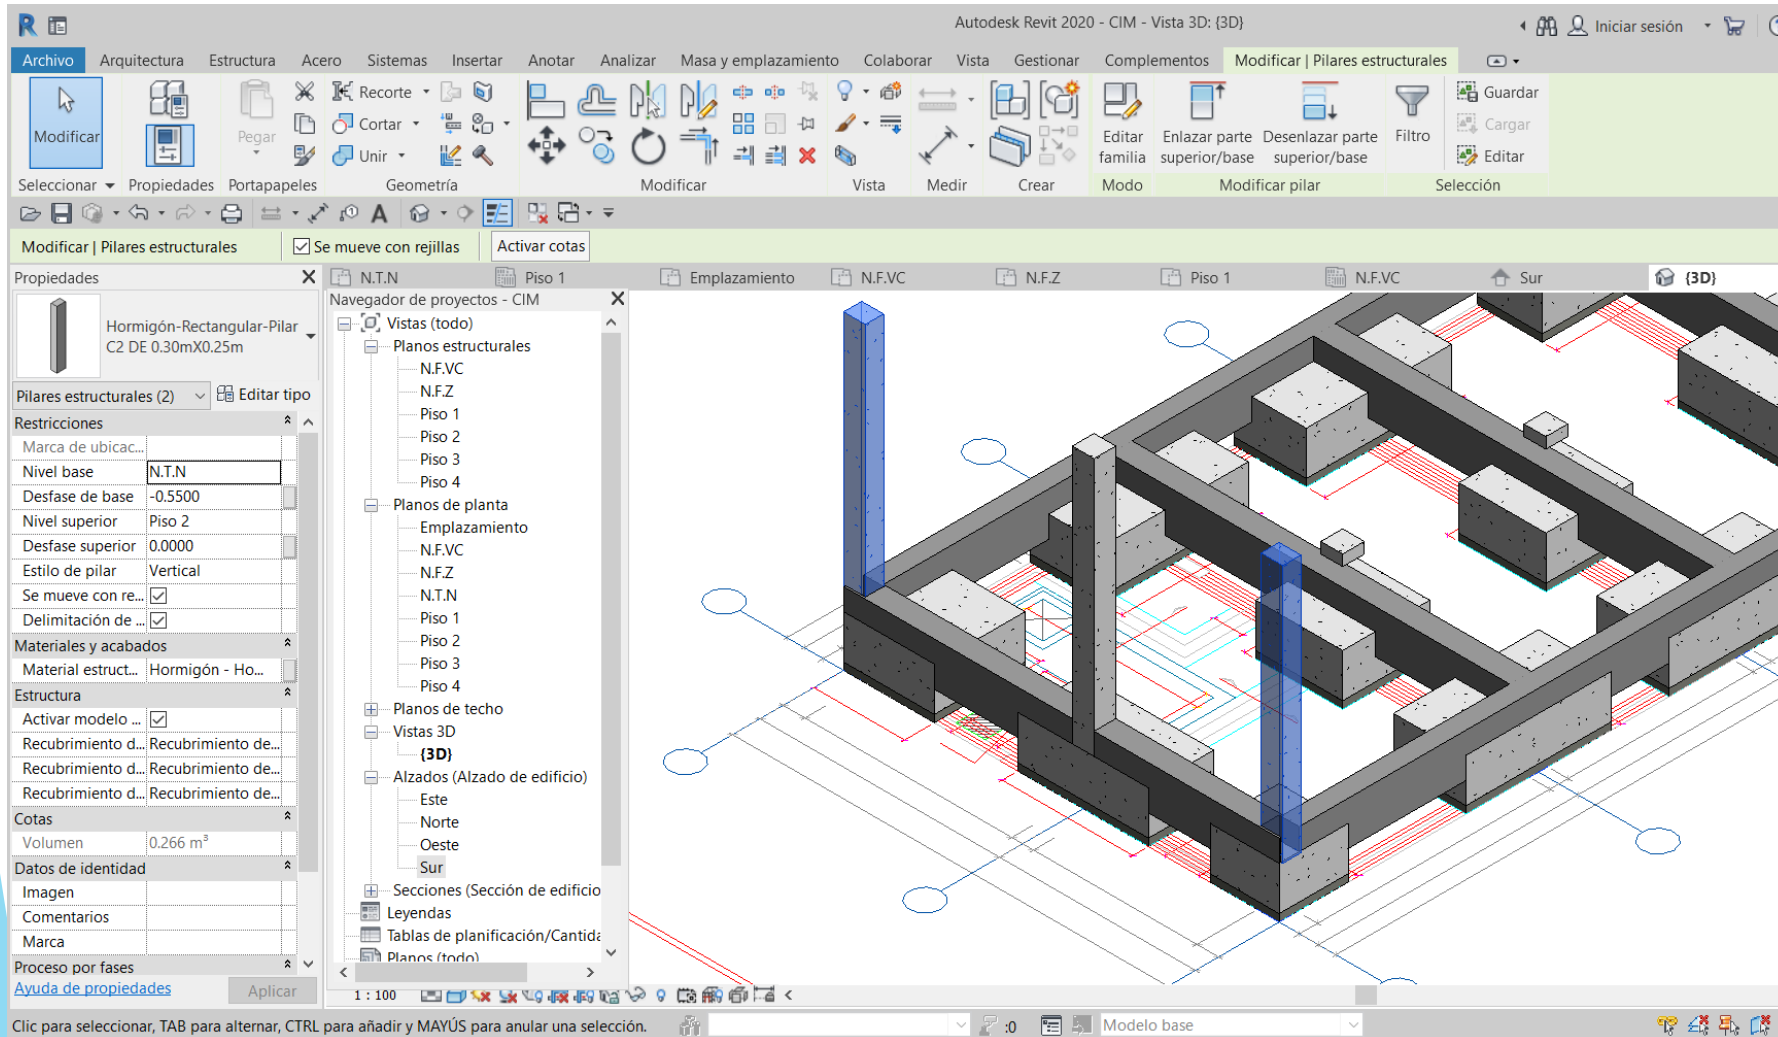 Autodesk Revit 2020 - CIM - Vista 3D: {3D}
Iniciar sesión
Archivo Arquitectura Estructura Acero Sistemas Insertar Anotar Analizar Masa y emplazamiento Colaborar Vista Gestionar Complementos Modificar | Pilares estructurales
Modificar
Pegar
Recorte
Cortar
Unir
Editar familia
Enlazar parte superior/base
Desenlazar parte superior/base
Filtro
Guardar
Cargar
Editar
Seleccionar Propiedades Portapapeles Geometría Modificar Vista Medir Crear Modo Modificar pilar Selección
Modificar | Pilares estructurales Se mueve con rejillas Activar cotas
Propiedades
N.T.N Piso 1 Emplazamiento N.F.VC N.F.Z Piso 1 N.F.VC Sur {3D}
Hormigón-Rectangular-Pilar
C2 DE 0.30mX0.25m
Pilares estructurales (2) Editar tipo
Restricciones
Marca de ubicac...
Nivel base N.T.N
Desfase de base -0.5500
Nivel superior Piso 2
Desfase superior 0.0000
Estilo de pilar Vertical
Se mueve con re...
Delimitación de ...
Materiales y acabados
Material struct... Hormigón - Ho...
Estructura
Activar modelo ...
Recubrimiento d... Recubrimiento de...
Recubrimiento d... Recubrimiento de...
Recubrimiento d... Recubrimiento de...
Cotas
Volumen 0.266 m³
Datos de identidad
Imagen
Comentarios
Marca
Proceso por fases
Ayuda de propiedades Aplicar
Navegador de proyectos - CIM
Vistas (todo)
Planos estructurales
N.F.VC
N.F.Z
Piso 1
Piso 2
Piso 3
Piso 4
Planos de planta
Emplazamiento
N.F.VC
N.F.Z
N.T.N
Piso 1
Piso 2
Piso 3
Piso 4
Planos de techo
Vistas 3D
{3D}
Alzados (Alzado de edificio)
Este
Norte
Oeste
Sur
Secciones (Sección de edificio
Leyendas
Tablas de planificación/Cantida
Planos (todo)
1 : 100
Clic para seleccionar, TAB para alternar, CTRL para añadir y MAYÚS para anular una selección.
:0
Modelo base